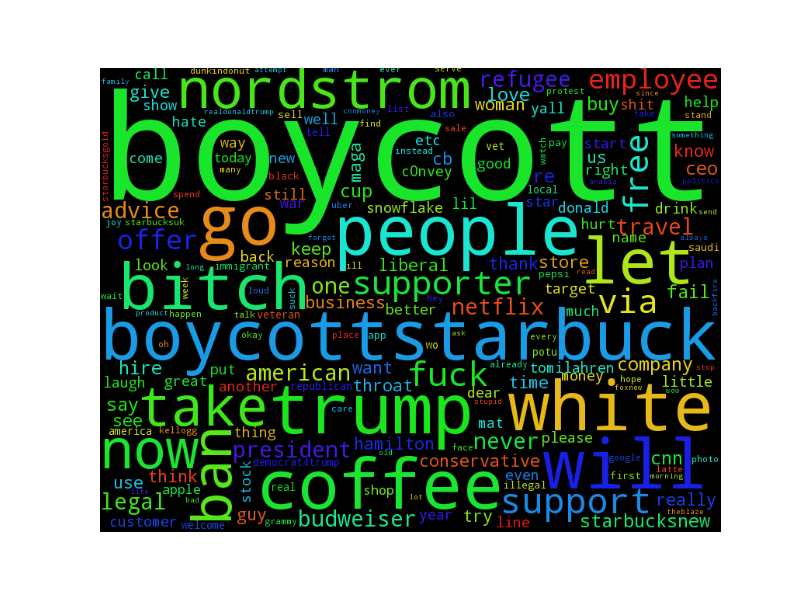 dunkindonut attempt man ever serve
family call nordstrom refugee employee
give realdonaldtrump cnnmoney list love protest since
show sell well also woman yall buy shit help
boycott
hate tell find sale fake stand
starbucksgold way etc vet watch pay start something
come today new maga instead cb good us know
many black c0nvey re right free ceo
spend still cup local arabia politics
advice go war uber snowflake lil star donald drink send
joy starbucksuk people hurt travel
offer forgot name always
back keep thank store let saudi
look long immigrant reason ill liberal pepsi read plan
bitch week cloud suck one supporter target via fail
wait business hey netflix backfire
product happen talk veteran better much
boycottstarbuck
oh okay place app wo ask every potu
hire put american want already tomilahren company stop
laugh great another republican throat fuck time money hope foxnew little
say take trump care dear stupid white you
see america kellogg thing mat
now ban president hamilton face never please
democrat4trump old conservative will google cnn photo
use think stock coffee even first latte morning
legal life apple bad real shop lot illegal support really
customer welcome guy grammy budweiser year try line starbucksnew theblaze